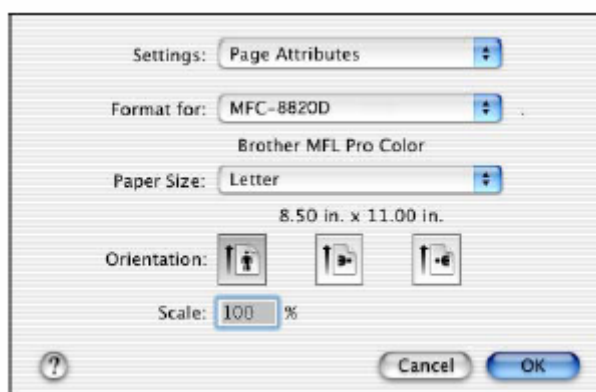 Settings: Page Attributes
Format for: MFC-8820D
Brother MFL Pro Color
Paper Size: Letter
8.50 in. x 11.00 in.
Orientation:
Scale: 100 %
? Cancel OK